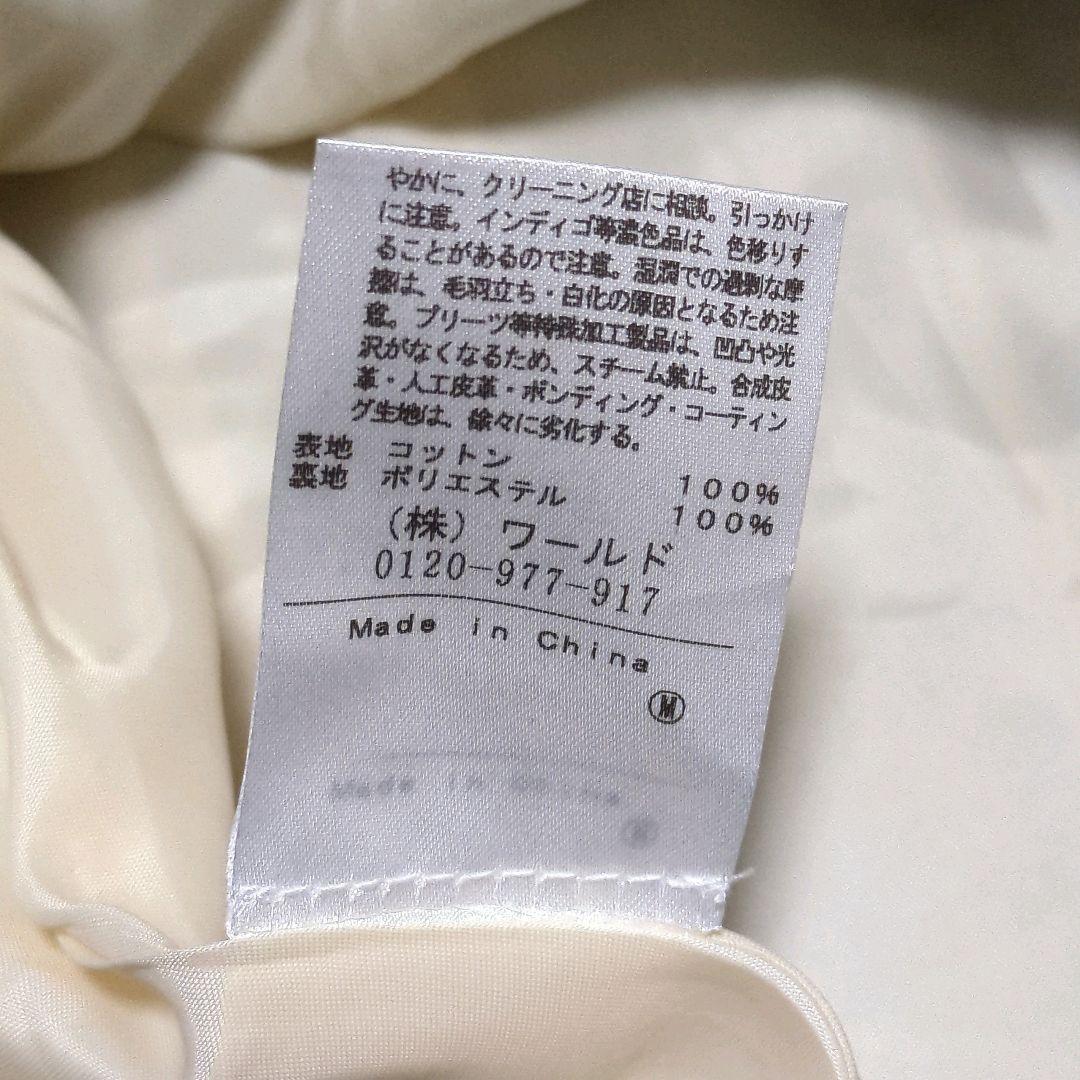 やかに、クリーニング店に相談。引っかけ
に注意。インディゴ等濃色品は、色移りす
ることがあるので注意。湿潤での過剰な摩
擦は、毛羽立ち・白化の原因となるため注
意。プリーツ等特殊加工製品は、凹凸や光
沢がなくなるため、スチーム禁止。合成皮
革・人工皮革・ボンディング・コーティン
グ生地は、徐々に劣化する。
表地 コットン 100%
裏地 ポリエステル 100%
(株)ワールド
0120-977-917
Made in China
M
Made in China